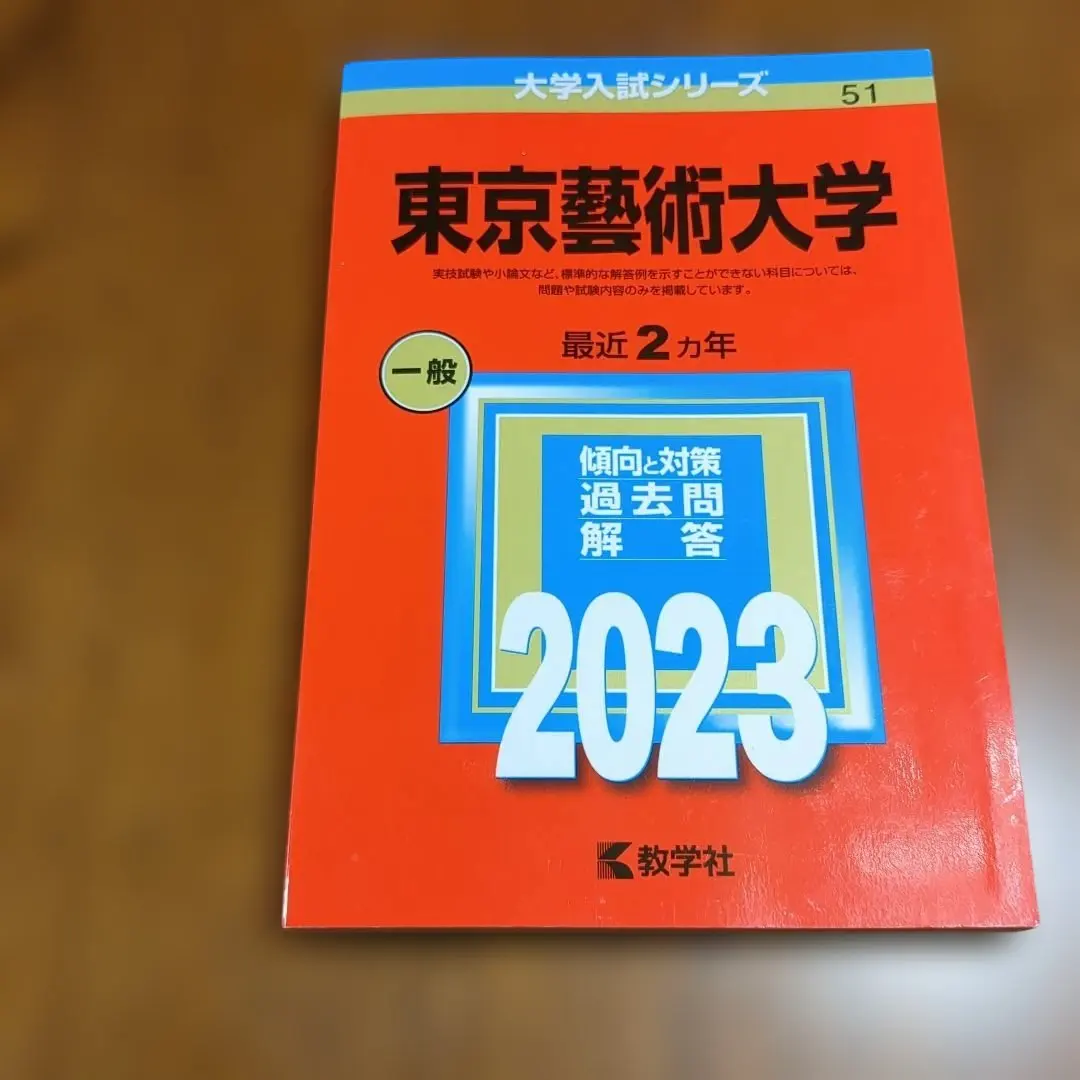 大学入試シリーズ
51
東京藝術大学
実技試験や小論文など、標準的な解答例を示すことができない科目については、
問題や試験内容のみを掲載しています。
最近2カ年
一般
傾向と対策
過去問
解答
2023
教学社